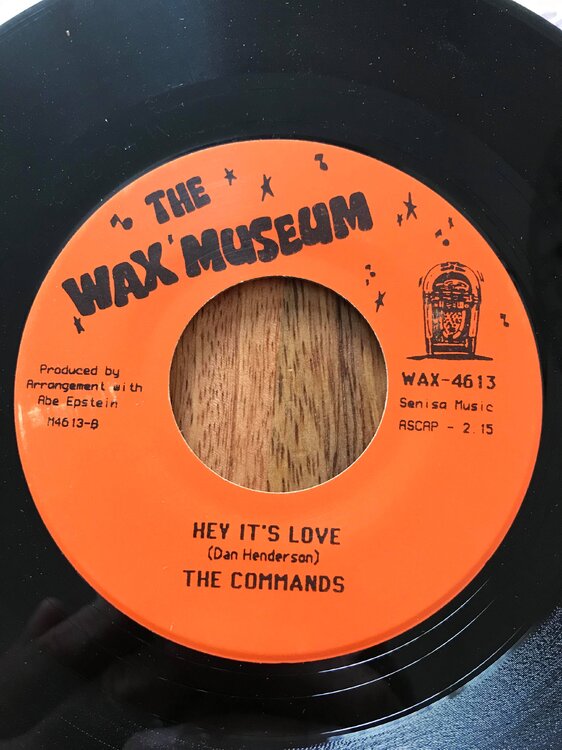 THE
WAX MUSEUM
Produced by
Arrangement with
Abe Epstein
M4613-B
WAX-4613
Senisa Music
ASCAP - 2.15
HEY IT'S LOVE
(Dan Henderson)
THE COMMANDS